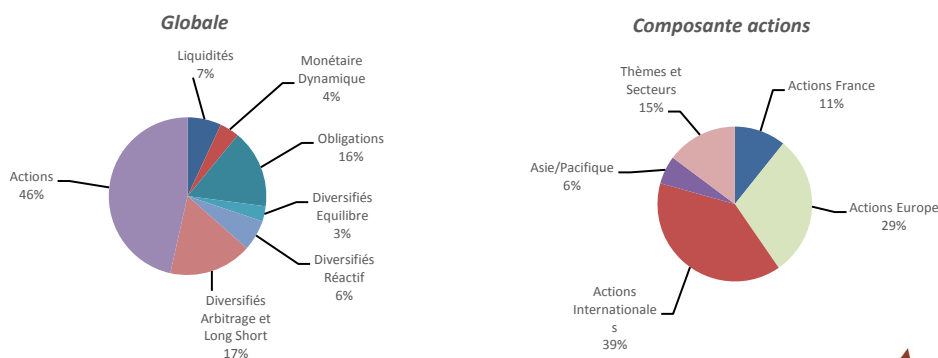 Globale
Liquidités
7%
Monétaire
Dynamique
4%
Obligations
16%
Diversifiés
Equilibre
3%
Diversifiés
Réactif
6%
Diversifiés
Arbitrage et
Long Short
17%
Actions
46%
Composante actions
Thèmes et
Secteurs
15%
Actions France
11%
Asie/Pacifique
6%
Actions Europe
29%
Actions
Internationale
s
39%